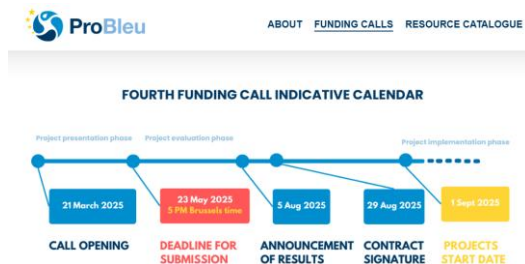 ProBleu
ABOUT FUNDING CALLS RESOURCE CATALOGUE
FOURTH FUNDING CALL INDICATIVE CALENDAR
Project presentation phase Project evaluation phase Project implementation phase
21 March 2025
23 May 2025
5 PM Brussels time
5 Aug 2025
29 Aug 2025
1 Sept 2025
CALL OPENING
DEADLINE FOR
SUBMISSION
ANNOUNCEMENT
OF RESULTS
CONTRACT
SIGNATURE
PROJECTS
START DATE